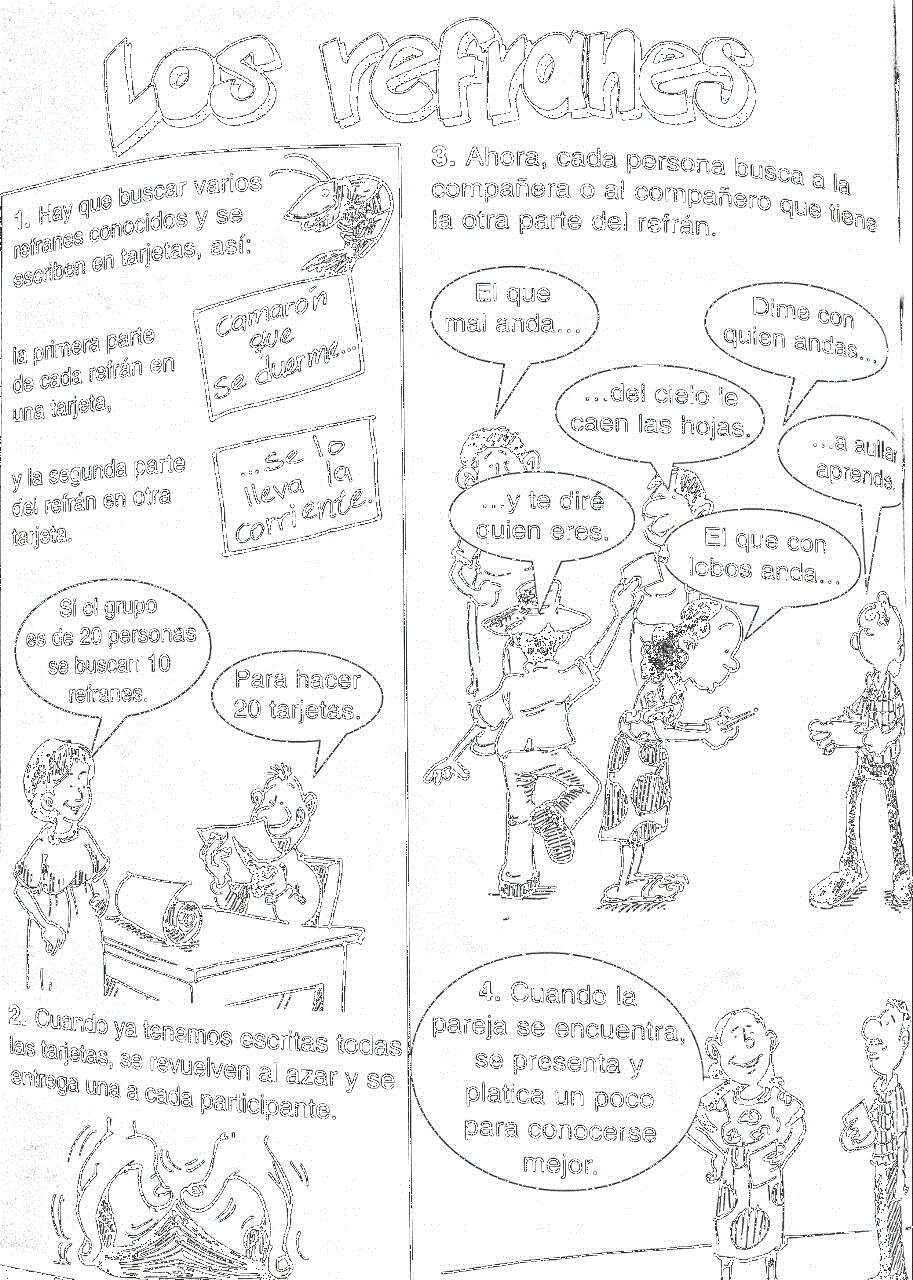 Los refranes
1. Hay que buscar varios
refranes conocidos y se
escriben en tarjetas, así:
la primera parte
de cada refrán en
una tarjeta,
Camarón
que
se duerme...
y la segunda parte
del refrán en otra
tarjeta.
...se lo
lleva la
corriente.
Si el grupo
es de 20 personas
se buscan 10
refranes.
Para hacer
20 tarjetas.
2. Cuando ya tenemos escritas todas
las tarjetas, se revuelven al azar y se
entrega una a cada participante.
3. Ahora, cada persona busca a la
compañera o al compañero que tiene
la otra parte del refrán.
El que
mal anda...
Dime con
quien andas...
...del cielo le
caen las hojas.
...a aullar
aprende.
...y te diré
quien eres.
El que con
lobos anda...
4. Cuando la
pareja se encuentra,
se presenta y
platica un poco
para conocerse
mejor.